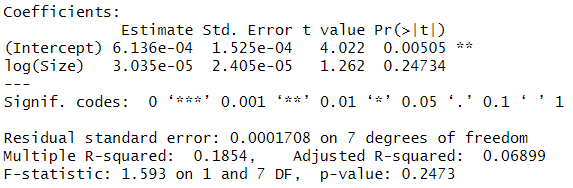 Coefficients:
Estimate Std. Error t value Pr(>|t|)
(Intercept) 6.136e-04 1.525e-04 4.022 0.00505 **
log(Size) 3.035e-05 2.405e-05 1.262 0.24734
---
Signif. codes: 0 ‘***’ 0.001 ‘**’ 0.01 ‘*’ 0.05 ‘.’ 0.1 ‘ ’ 1
Residual standard error: 0.0001708 on 7 degrees of freedom
Multiple R-squared: 0.1854, Adjusted R-squared: 0.06899
F-statistic: 1.593 on 1 and 7 DF, p-value: 0.2473